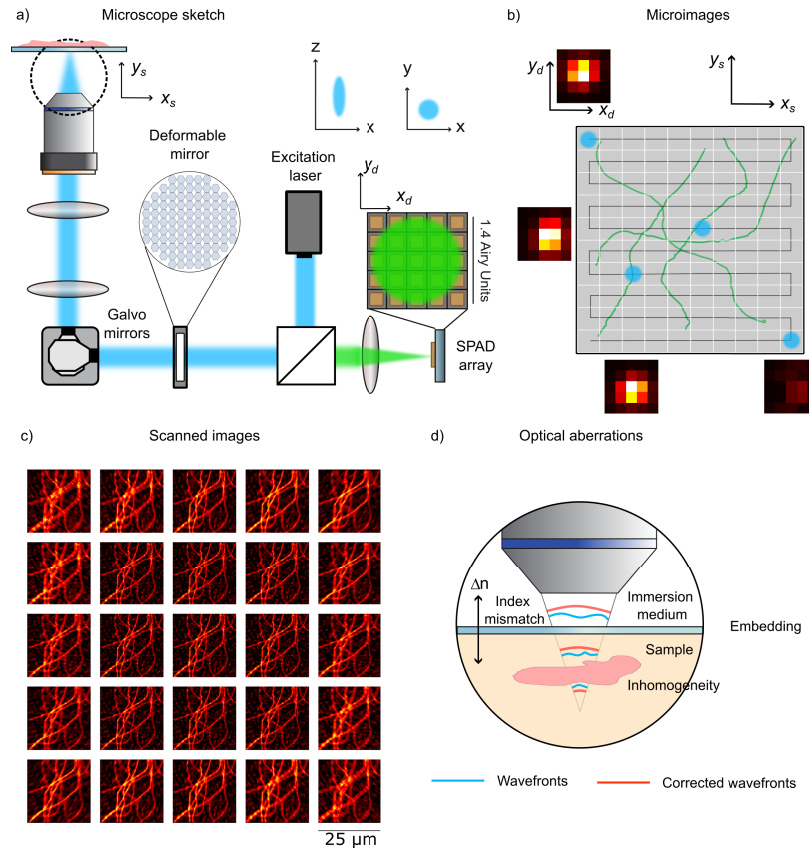 a) Microscope sketch
y_s
x_s
z
x
y
x
Deformable
mirror
Excitation
laser
y_d
x_d
1.4 Airy Units
Galvo
mirrors
SPAD
array
b) Microimages
y_d
x_d
y_s
x_s
c) Scanned images
25 µm
d) Optical aberrations
Δn
Index
mismatch
Immersion
medium
Embedding
Sample
Inhomogeneity
Wavefronts
Corrected wavefronts